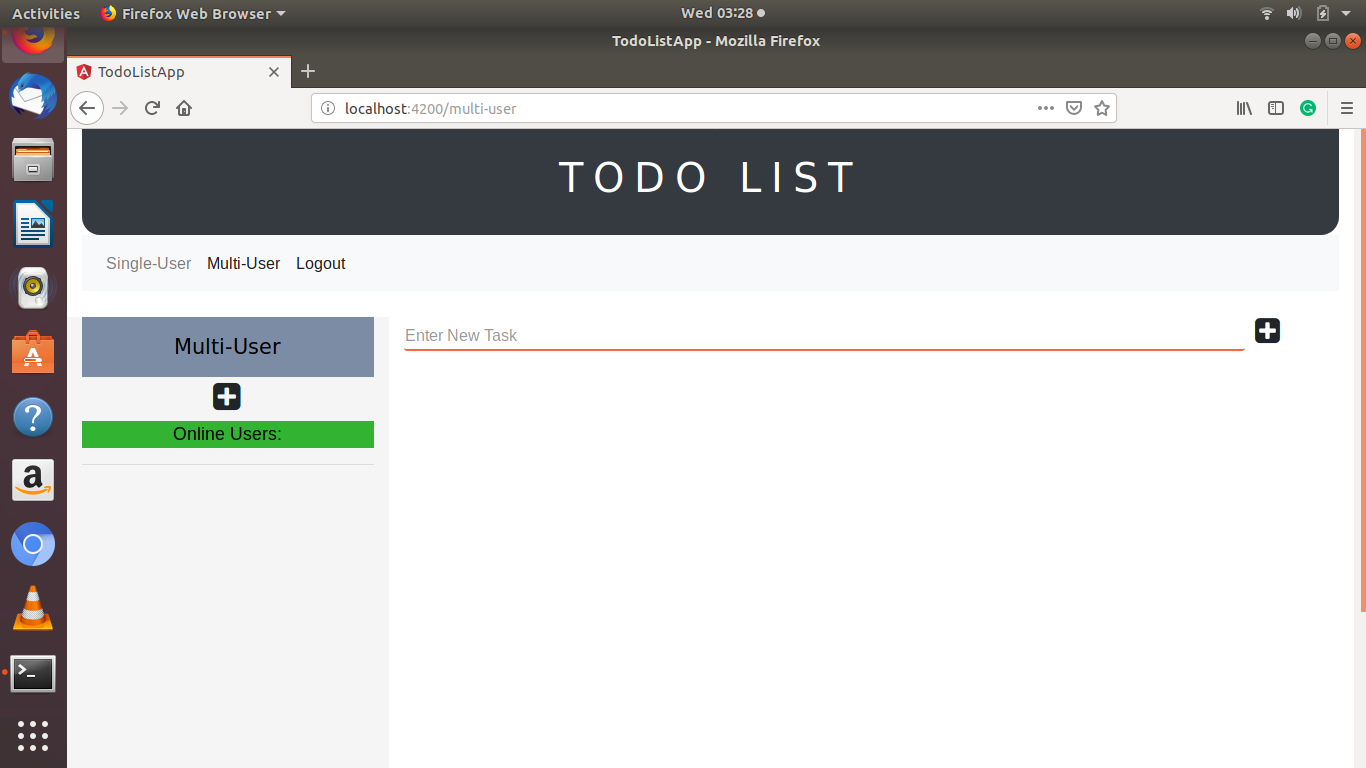 Activities Firefox Web Browser Wed 03:28
TodoListApp - Mozilla Firefox
TodoListApp
localhost:4200/multi-user
TODO LIST
Single-User Multi-User Logout
Multi-User
Enter New Task
Online Users: